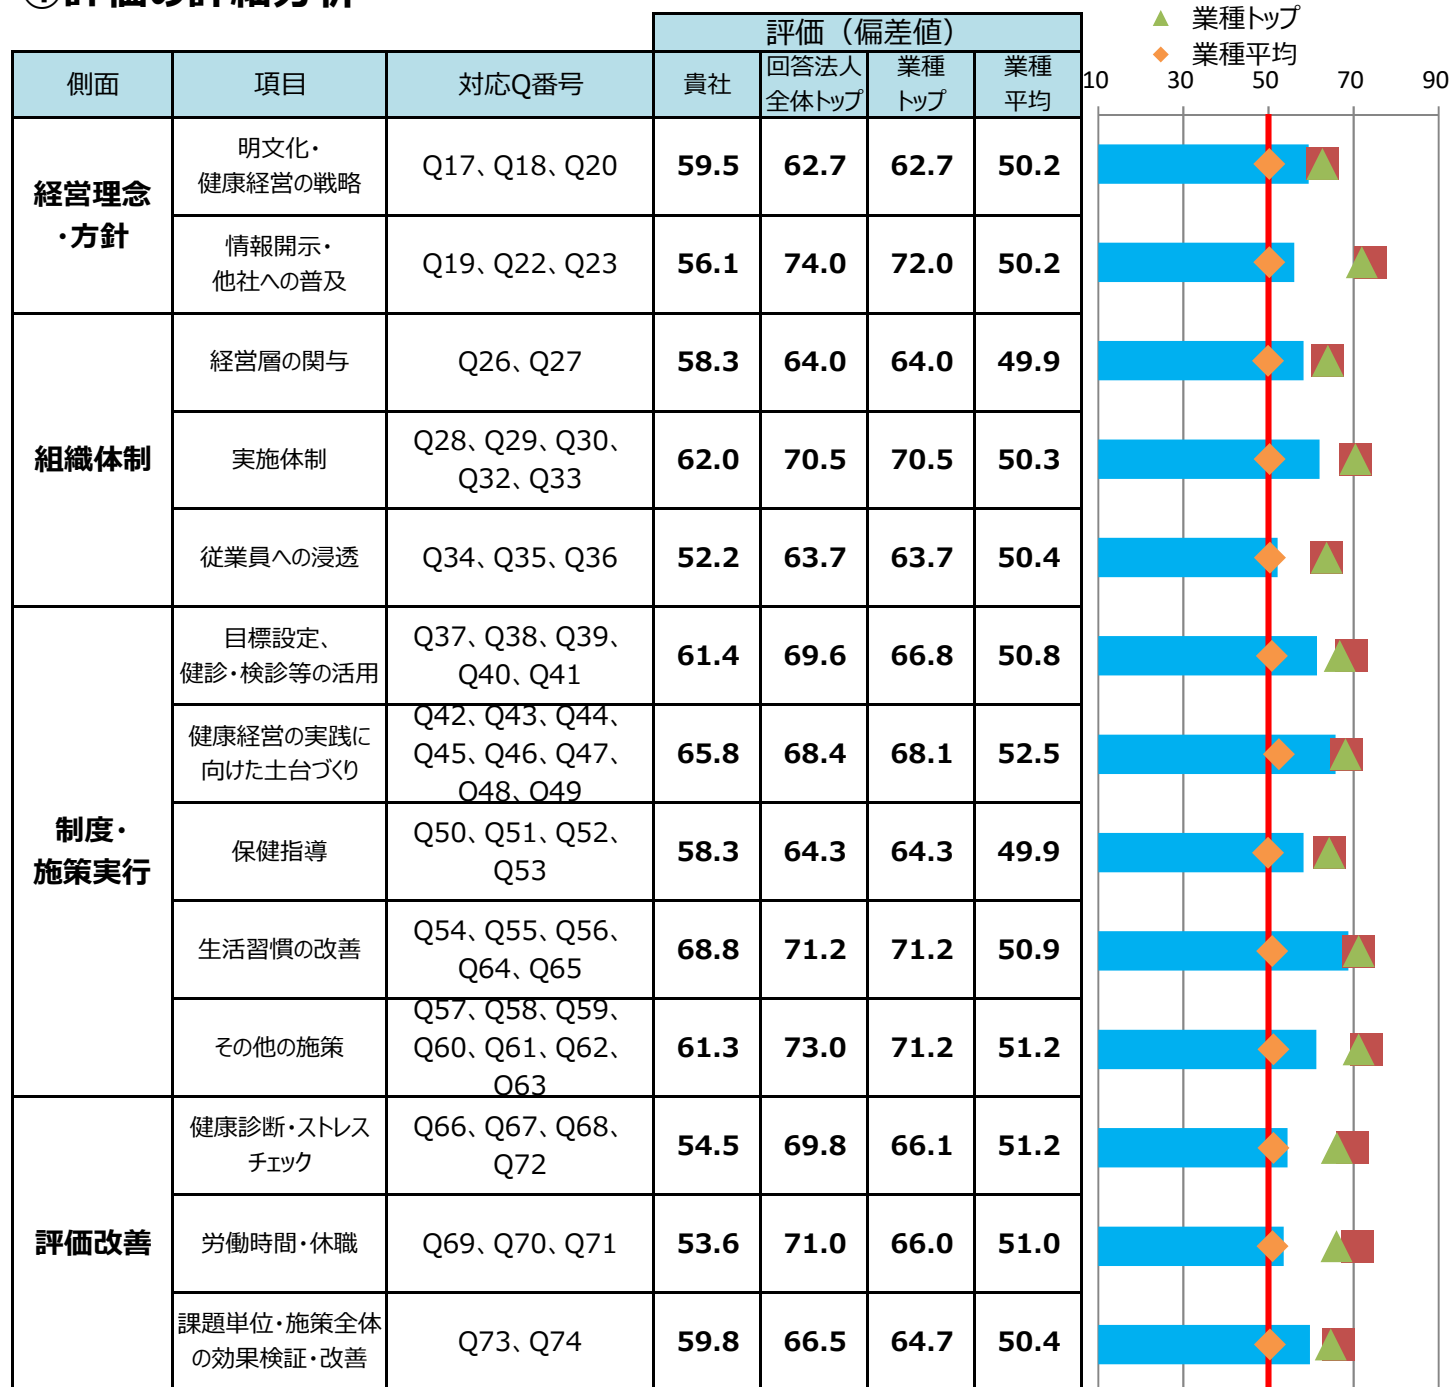 評価（偏差値）
▲ 業種トップ
◆ 業種平均
側面 項目 対応Q番号 貴社 回答法人 業種 業種
全体トップ トップ 平均
10 30 50 70 90
経営理念
・方針
明文化・
健康経営の戦略
Q17、Q18、Q20 59.5 62.7 62.7 50.2
情報開示・
他社への普及
Q19、Q22、Q23 56.1 74.0 72.0 50.2
組織体制
経営層の関与 Q26、Q27 58.3 64.0 64.0 49.9
実施体制
Q28、Q29、Q30、
Q32、Q33
62.0 70.5 70.5 50.3
従業員への浸透 Q34、Q35、Q36 52.2 63.7 63.7 50.4
制度・
施策実行
目標設定、
健診・検診等の活用
Q37、Q38、Q39、
Q40、Q41
61.4 69.6 66.8 50.8
健康経営の実践に
向けた土台づくり
Q42、Q43、Q44、
Q45、Q46、Q47、
Q48、Q49
65.8 68.4 68.1 52.5
保健指導
Q50、Q51、Q52、
Q53
58.3 64.3 64.3 49.9
生活習慣の改善
Q54、Q55、Q56、
Q64、Q65
68.8 71.2 71.2 50.9
その他の施策
Q57、Q58、Q59、
Q60、Q61、Q62、
Q63
61.3 73.0 71.2 51.2
評価改善
健康診断・ストレス
チェック
Q66、Q67、Q68、
Q72
54.5 69.8 66.1 51.2
労働時間・休職 Q69、Q70、Q71 53.6 71.0 66.0 51.0
課題単位・施策全体
の効果検証・改善
Q73、Q74 59.8 66.5 64.7 50.4